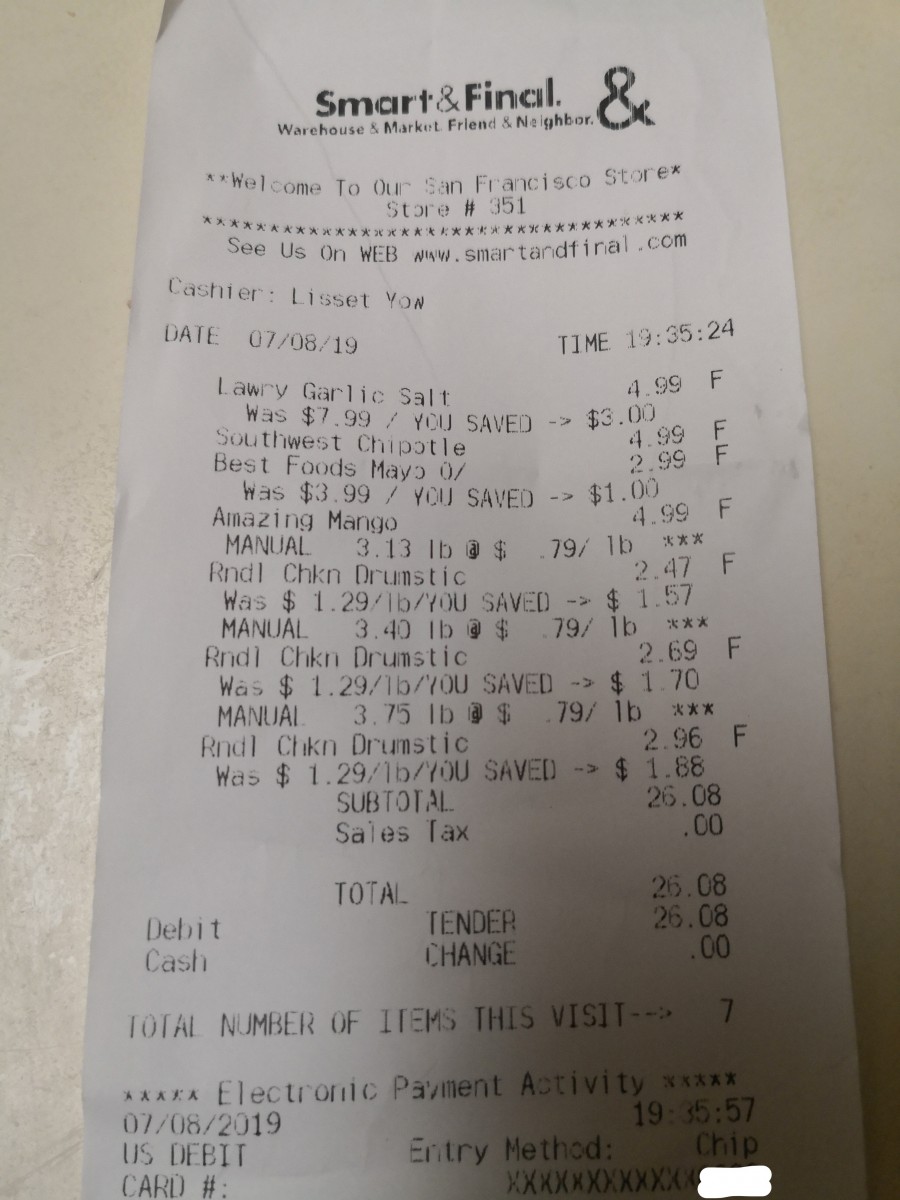 Smart&Final. &
Warehouse & Market. Friend & Neighbor.
**Welcome To Our San Francisco Store*
Store # 351
*************************************
See Us On WEB www.smartandfinal.com
Cashier: Lisset Yow
DATE 07/08/19 TIME 19:35:24
Lawry Garlic Salt 4.99 F
Was $7.99 / YOU SAVED -> $3.00
Southwest Chipotle 4.99 F
Best Foods Mayo O/ 2.99 F
Was $3.99 / YOU SAVED -> $1.00
Amazing Mango 4.99 F
MANUAL 3.13 lb @ $ .79/ lb ***
Rndl Chkn Drumstic 2.47 F
Was $ 1.29/lb/YOU SAVED -> $ 1.57
MANUAL 3.40 lb @ $ .79/ lb ***
Rndl Chkn Drumstic 2.69 F
Was $ 1.29/lb/YOU SAVED -> $ 1.70
MANUAL 3.75 lb @ $ .79/ lb ***
Rndl Chkn Drumstic 2.96 F
Was $ 1.29/lb/YOU SAVED -> $ 1.88
SUBTOTAL 26.08
Sales Tax .00
TOTAL 26.08
Debit TENDER 26.08
Cash CHANGE .00
TOTAL NUMBER OF ITEMS THIS VISIT--> 7
***** Electronic Payment Activity *****
07/08/2019 19:35:57
US DEBIT Entry Method: Chip
CARD #: XXXXXXXXXXXX